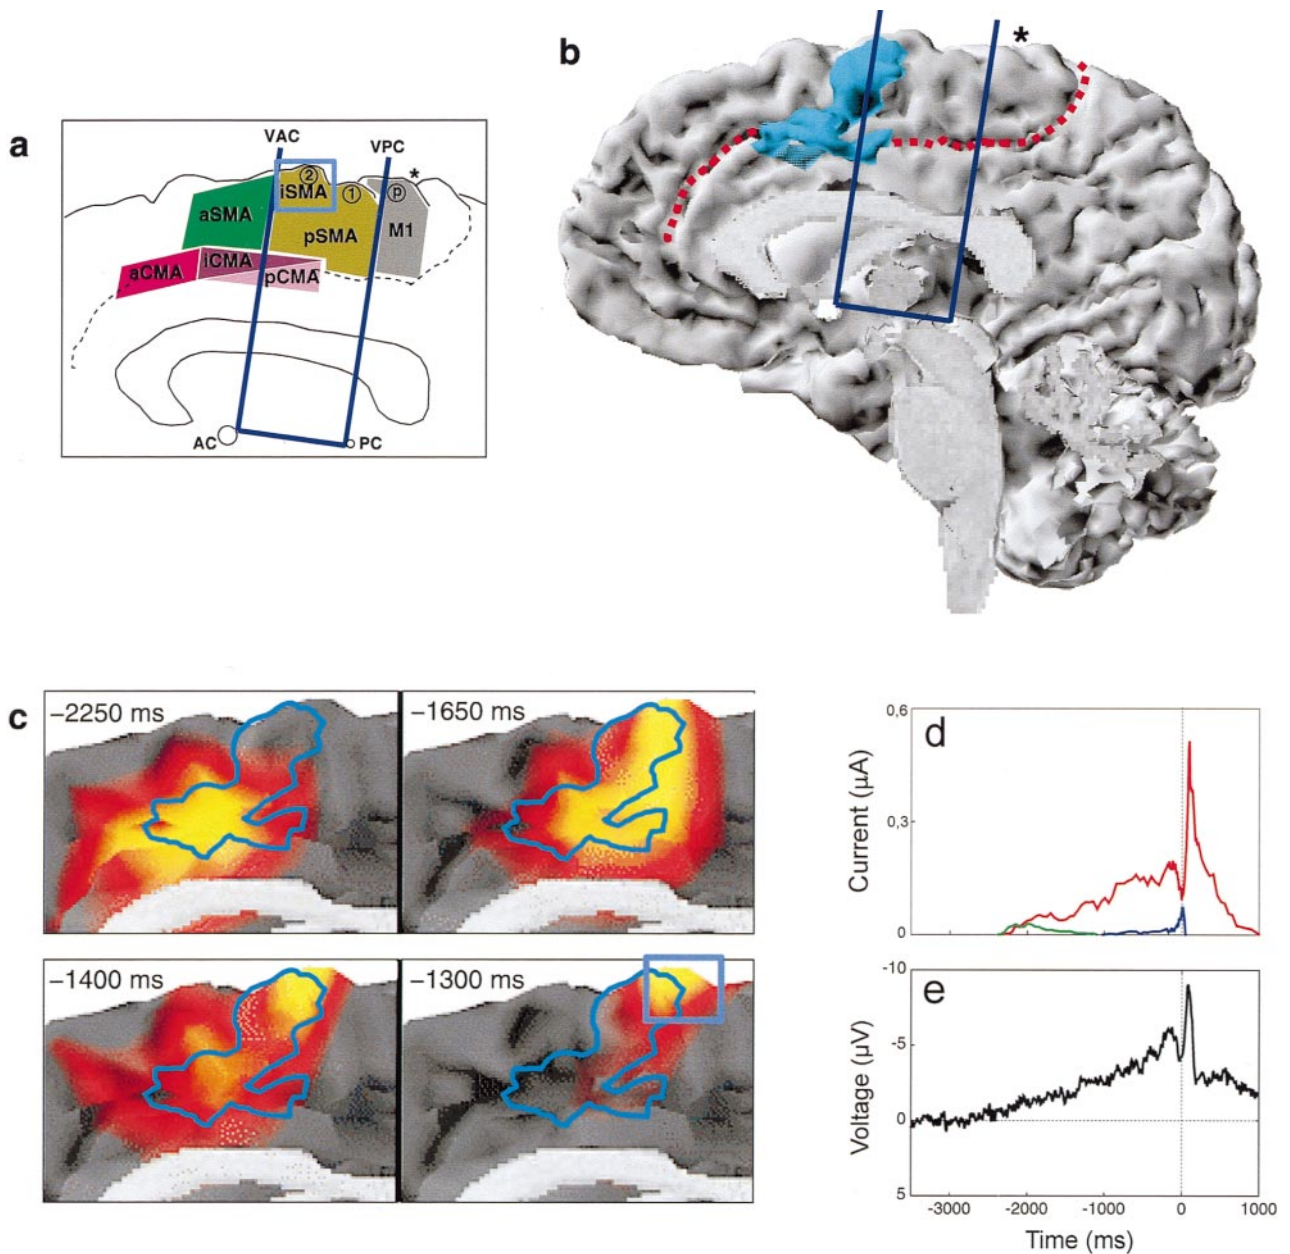 a
VAC
VPC
*
②
iSMA
①
Ⓟ
aSMA
pSMA
M1
aCMA
iCMA
pCMA
AC
PC
b
*
c
−2250 ms
−1650 ms
−1400 ms
−1300 ms
d
0,6
0,3
0
Current (µA)
e
-10
-5
0
5
Voltage (µV)
-3000
-2000
-1000
0
1000
Time (ms)